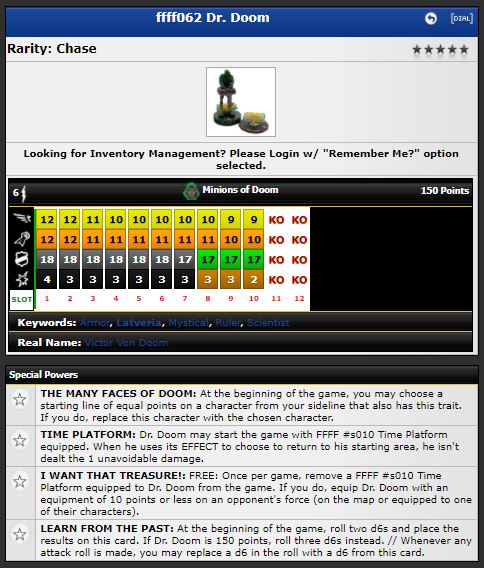 ffff062 Dr. Doom
[DIAL]
Rarity: Chase
Looking for Inventory Management? Please Login w/ "Remember Me?" option
selected.
6 Minions of Doom 150 Points
12 12 11 10 10 10 10 10 9 9 KO KO
12 12 11 11 11 11 11 11 10 10 KO KO
18 18 18 18 18 18 17 17 17 17 KO KO
4 3 3 3 3 3 3 3 3 2 KO KO
SLOT 1 2 3 4 5 6 7 8 9 10 11 12
Keywords: Armor, Latveria, Mystical, Ruler, Scientist
Real Name: Victor Von Doom
Special Powers
THE MANY FACES OF DOOM: At the beginning of the game, you may choose a
starting line of equal points on a character from your sideline that also has this trait.
If you do, replace this character with the chosen character.
TIME PLATFORM: Dr. Doom may start the game with FFFF #s010 Time Platform
equipped. When he uses its EFFECT to choose to return to his starting area, he isn't
dealt the 1 unavoidable damage.
I WANT THAT TREASURE!: FREE: Once per game, remove a FFFF #s010 Time
Platform equipped to Dr. Doom from the game. If you do, equip Dr. Doom with an
equipment of 10 points or less on an opponent's force (on the map or equipped to one
of their characters).
LEARN FROM THE PAST: At the beginning of the game, roll two d6s and place the
results on this card. If Dr. Doom is 150 points, roll three d6s instead. // Whenever any
attack roll is made, you may replace a d6 in the roll with a d6 from this card.